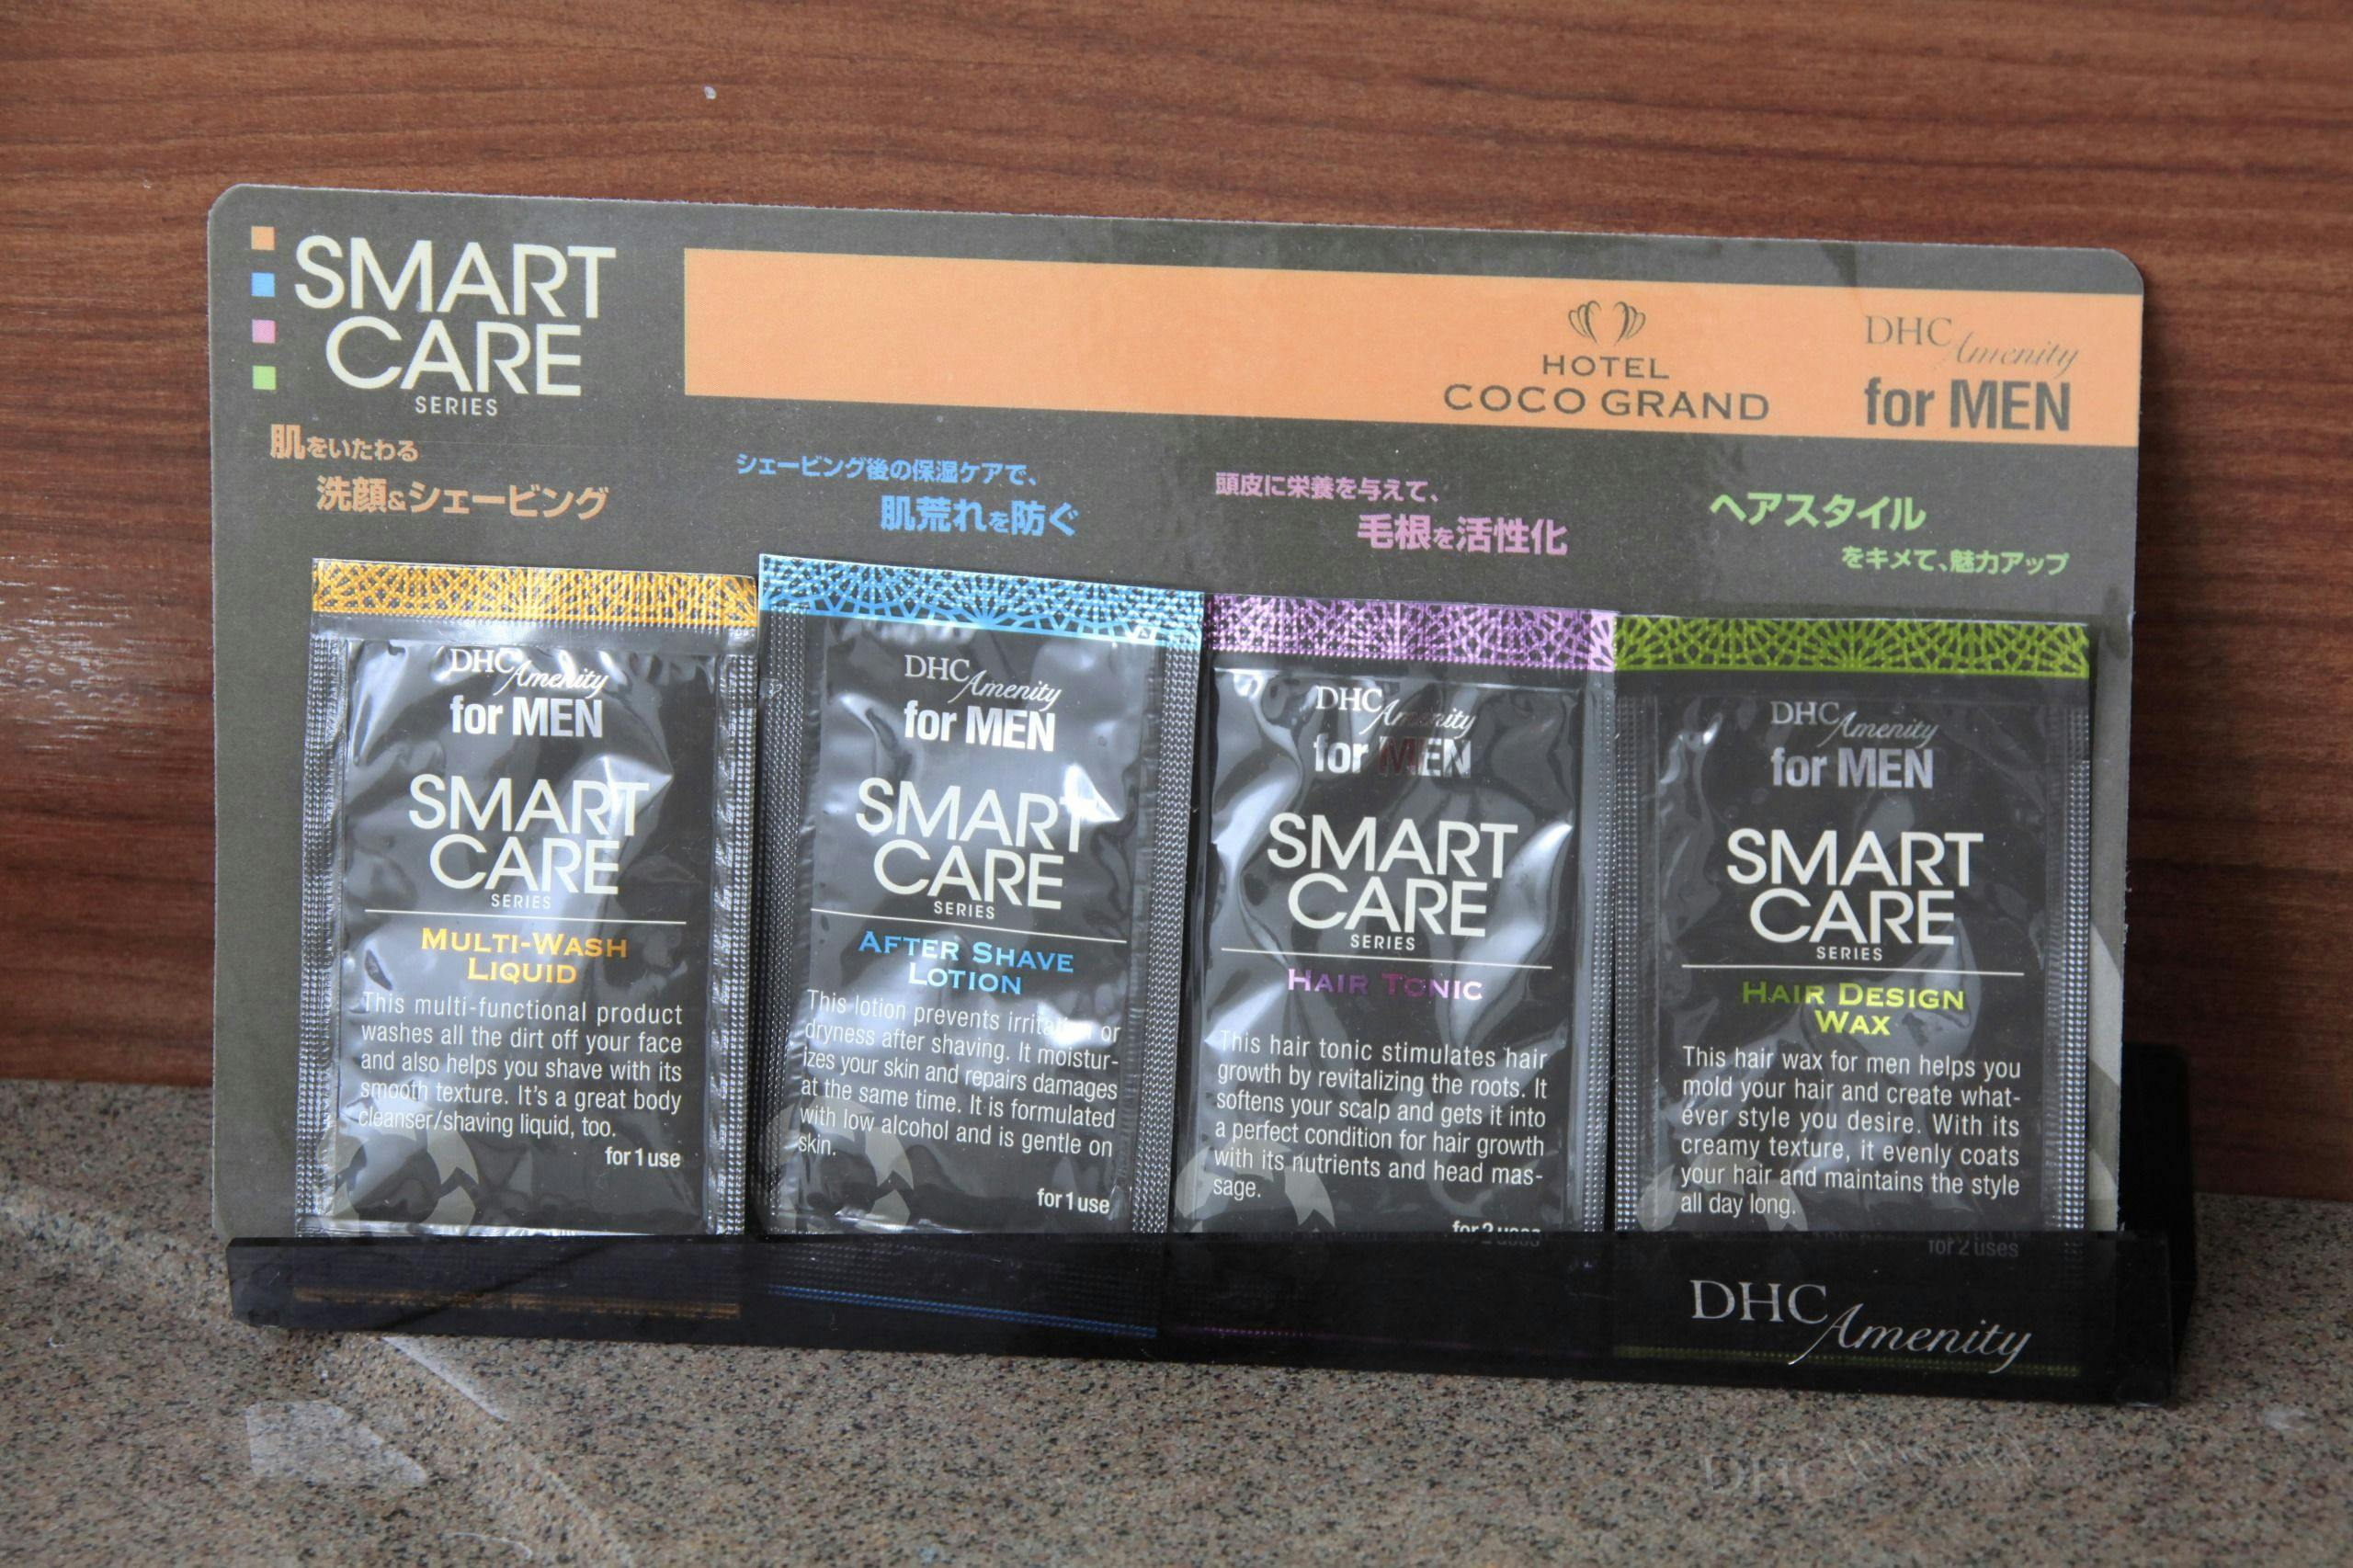 SMART
CARE
SERIES
HOTEL
COCO GRAND
DHC Amenity
for MEN
肌をいたわる
洗顔&シェービング
シェービング後の保湿ケアで、
肌荒れを防ぐ
頭皮に栄養を与えて、
毛根を活性化
ヘアスタイル
をキメて、魅力アップ
DHC Amenity
for MEN
SMART
CARE
SERIES
MULTI-WASH
LIQUID
This multi-functional product
washes all the dirt off your face
and also helps you shave with its
smooth texture. It's a great body
cleanser/shaving liquid, too.
for 1 use
DHC Amenity
for MEN
SMART
CARE
SERIES
AFTER SHAVE
LOTION
This lotion prevents irritation or
dryness after shaving. It moistur-
izes your skin and repairs damages
at the same time. It is formulated
with low alcohol and is gentle on
skin.
for 1 use
DHC Amenity
for MEN
SMART
CARE
SERIES
HAIR TONIC
This hair tonic stimulates hair
growth by revitalizing the roots. It
softens your scalp and gets it into
a perfect condition for hair growth
with its nutrients and head mas-
sage.
for 2 uses
DHC Amenity
for MEN
SMART
CARE
SERIES
HAIR DESIGN
WAX
This hair wax for men helps you
mold your hair and create what-
ever style you desire. With its
creamy texture, it evenly coats
your hair and maintains the style
all day long.
for 2 uses
DHC Amenity